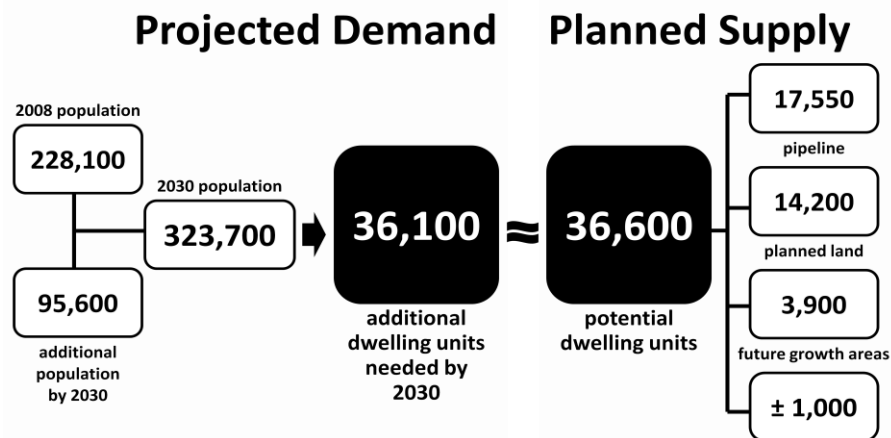 Projected Demand
Planned Supply
2008 population
228,100
2030 population
323,700
95,600
additional
population
by 2030
36,100
additional
dwelling units
needed by
2030
≈
36,600
potential
dwelling units
17,550
pipeline
14,200
planned land
3,900
future growth areas
± 1,000